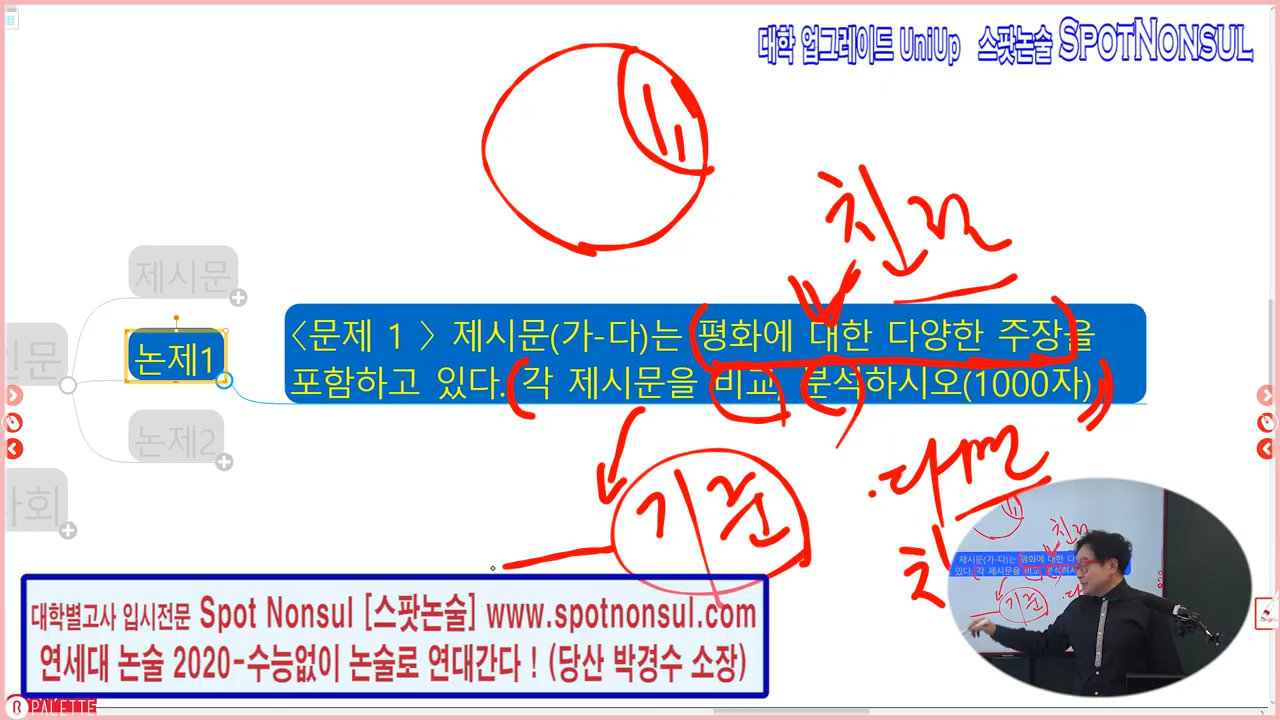 대학 업그레이드 UniUp 스팟논술 SPOTNONSUL
제시문
논제1
논제2
<문제 1 > 제시문(가-다)는 평화에 대한 다양한 주장을
포함하고 있다. 각 제시문을 비교, 분석하시오(1000자)
기준
대학별고사 입시전문 Spot Nonsul [스팟논술] www.spotnonsul.com
연세대 논술 2020-수능없이 논술로 연대간다 ! (당산 박경수 소장)
PALETTE